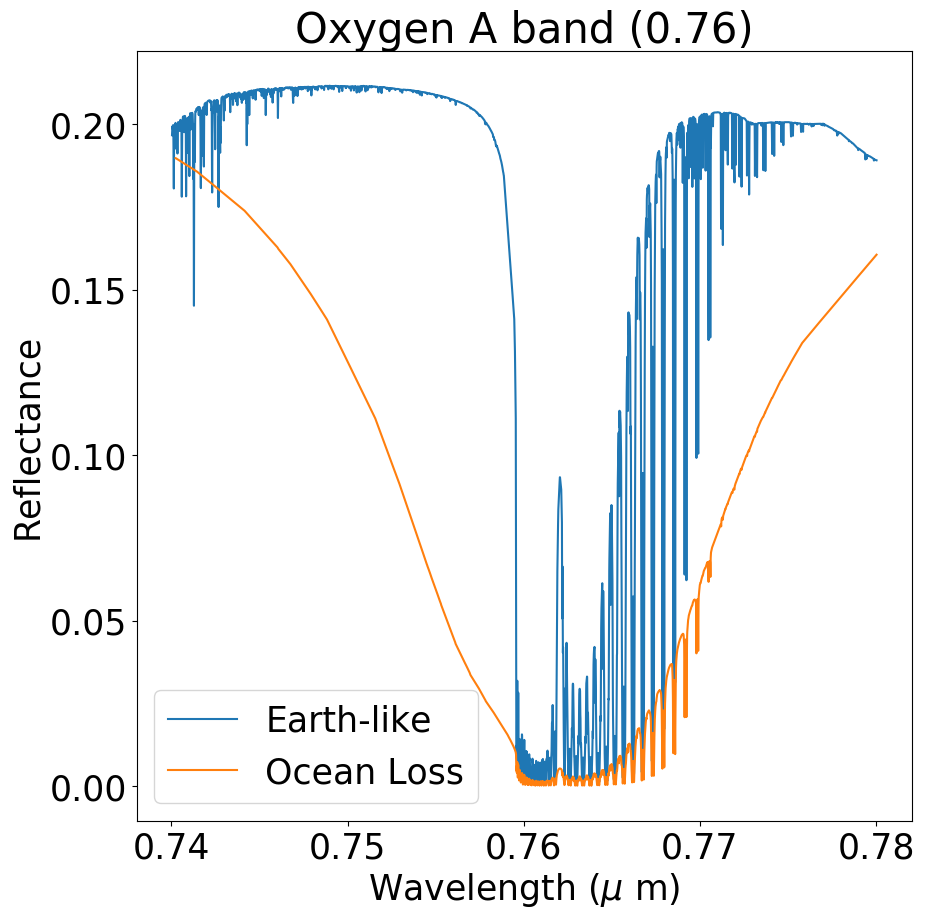 Oxygen A band (0.76)
0.20
0.15
0.10
0.05
0.00
Reflectance
Earth-like
Ocean Loss
0.74 0.75 0.76 0.77 0.78
Wavelength (μ m)